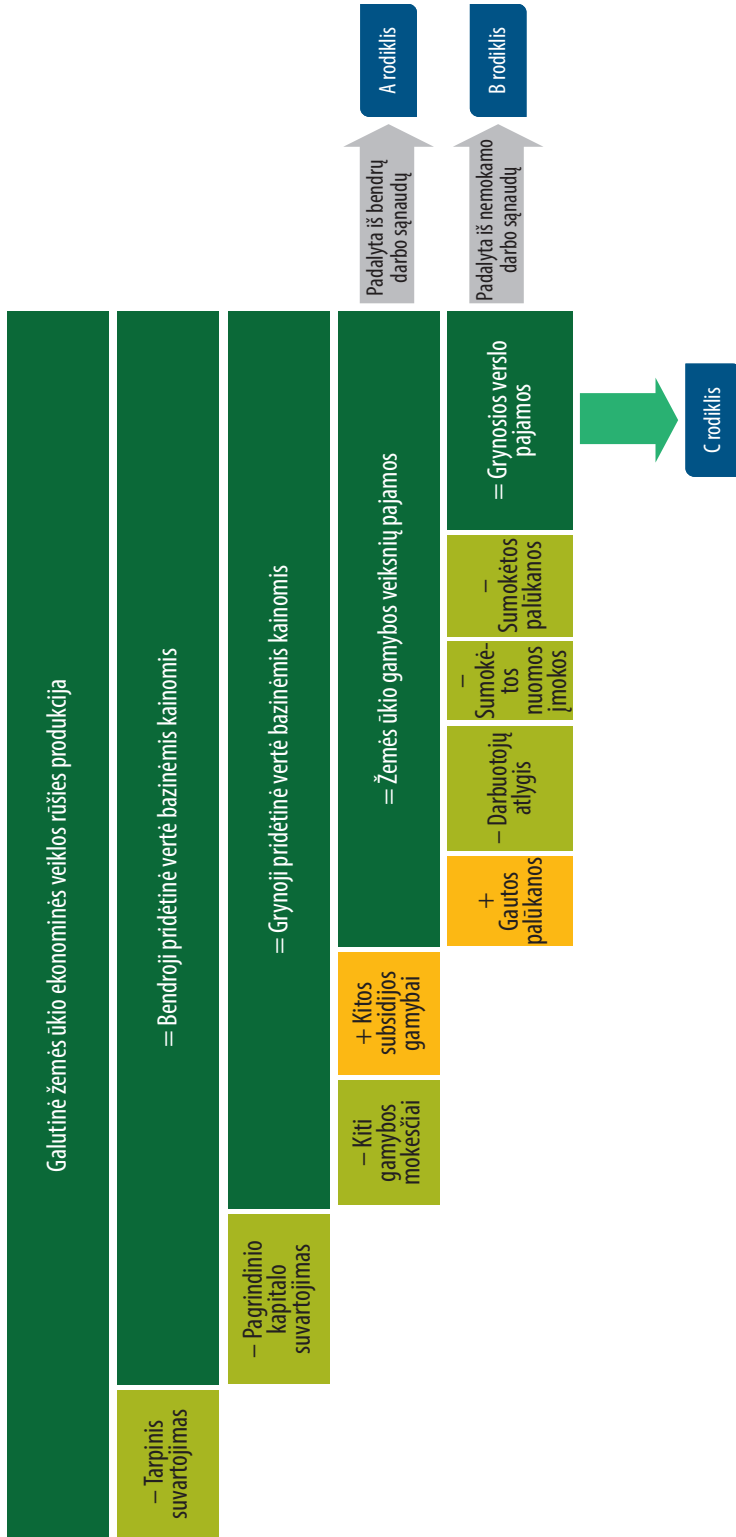 Galutinė žemės ūkio ekonominės veiklos rūšies produkcija
– Tarpinis
suvartojimas
= Bendroji pridėtinė vertė bazinėmis kainomis
– Pagrindinio
kapitalo
suvartojimas
= Grynoji pridėtinė vertė bazinėmis kainomis
– Kiti
gamybos
mokesčiai
+ Kitos
subsidijos
gamybai
= Žemės ūkio gamybos veiksnių pajamos
Padalyta iš bendrų
darbo sąnaudų
A rodiklis
+
Gautos
palūkanos
– Darbuotojų
atlygis
–
Sumokė-
tos
nuomos
įmokos
–
Sumokėtos
palūkanos
= Grynosios verslo
pajamos
Padalyta iš nemokamo
darbo sąnaudų
B rodiklis
C rodiklis